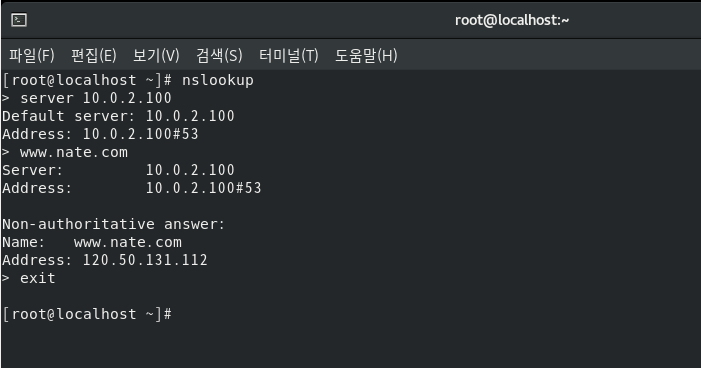 root@localhost:~
파일(F) 편집(E) 보기(V) 검색(S) 터미널(T) 도움말(H)
[root@localhost ~]# nslookup
> server 10.0.2.100
Default server: 10.0.2.100
Address: 10.0.2.100#53
> www.nate.com
Server:         10.0.2.100
Address:        10.0.2.100#53

Non-authoritative answer:
Name:   www.nate.com
Address: 120.50.131.112
> exit

[root@localhost ~]#